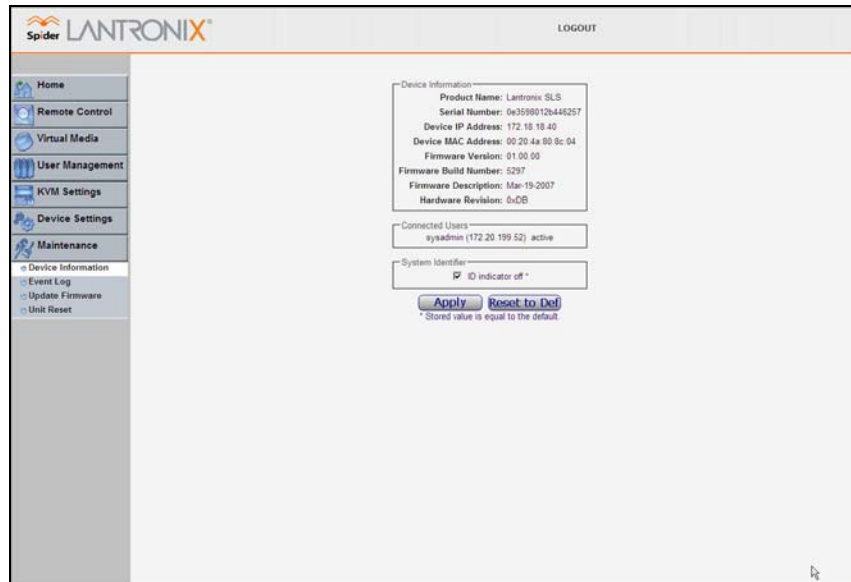 Spider LANTRONIX®
LOGOUT
Home
Remote Control
Virtual Media
User Management
KVM Settings
Device Settings
Maintenance
Device Information
Event Log
Update Firmware
Unit Reset
Device Information
Product Name: Lantronix SLS
Serial Number: 0e3598012b446257
Device IP Address: 172.18.18.40
Device MAC Address: 00:20:4a:80:8c:04
Firmware Version: 01.00.00
Firmware Build Number: 5297
Firmware Description: Mar-19-2007
Hardware Revision: 0xDB
Connected Users
sysadmin (172.20.199.52) active
System Identifier
ID indicator off *
Apply Reset to Def
* Stored value is equal to the default.